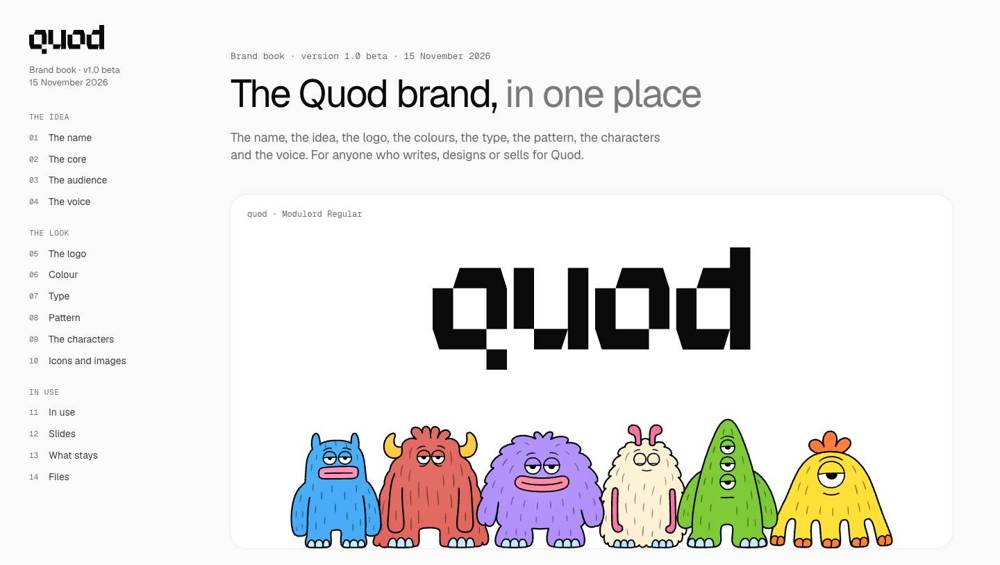 quod
Brand book · v1.0 beta
15 November 2026
THE IDEA
01 The name
02 The core
03 The audience
04 The voice
THE LOOK
05 The logo
06 Colour
07 Type
08 Pattern
09 The characters
10 Icons and images
IN USE
11 In use
12 Slides
13 What stays
14 Files
Brand book · version 1.0 beta · 15 November 2026
The Quod brand, in one place
The name, the idea, the logo, the colours, the type, the pattern, the characters
and the voice. For anyone who writes, designs or sells for Quod.
quod · Modulord Regular
quod